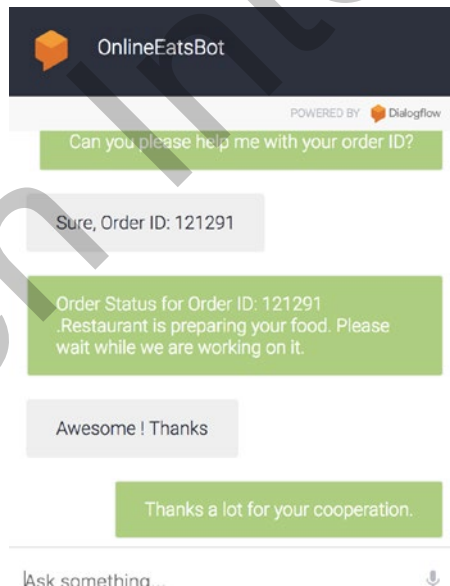 OnlineEatsBot
POWERED BY Dialogflow
Can you please help me with your order ID?
Sure, Order ID: 121291
Order Status for Order ID: 121291
.Restaurant is preparing your food. Please
wait while we are working on it.
Awesome ! Thanks
Thanks a lot for your cooperation.
Ask something...